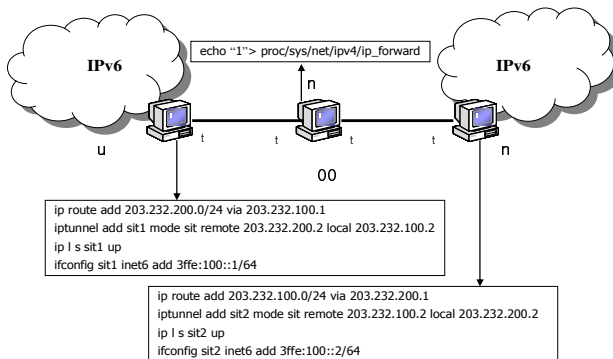 echo “1”> proc/sys/net/ipv4/ip_forward
IPv6
IPv6
n
t
t
t
t
u
n
00
ip route add 203.232.200.0/24 via 203.232.100.1
iptunnel add sit1 mode sit remote 203.232.200.2 local 203.232.100.2
ip l s sit1 up
ifconfig sit1 inet6 add 3ffe:100::1/64
ip route add 203.232.100.0/24 via 203.232.200.1
iptunnel add sit2 mode sit remote 203.232.100.2 local 203.232.200.2
ip l s sit2 up
ifconfig sit2 inet6 add 3ffe:100::2/64